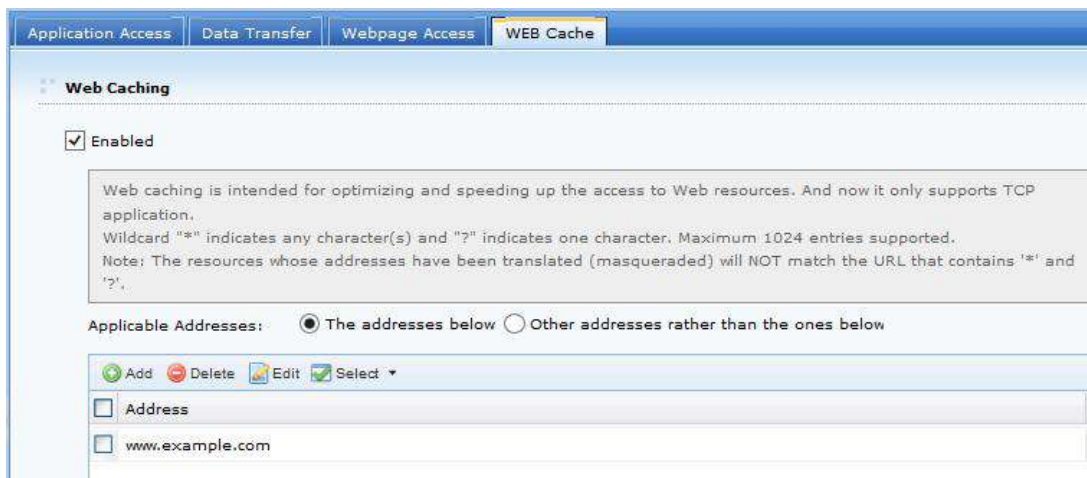 Application Access Data Transfer Webpage Access WEB Cache
Web Caching
Enabled
Web caching is intended for optimizing and speeding up the access to Web resources. And now it only supports TCP
application.
Wildcard "*" indicates any character(s) and "?" indicates one character. Maximum 1024 entries supported.
Note: The resources whose addresses have been translated (masqueraded) will NOT match the URL that contains '*' and
'?'.
Applicable Addresses: The addresses below Other addresses rather than the ones below
Add Delete Edit Select
Address
www.example.com